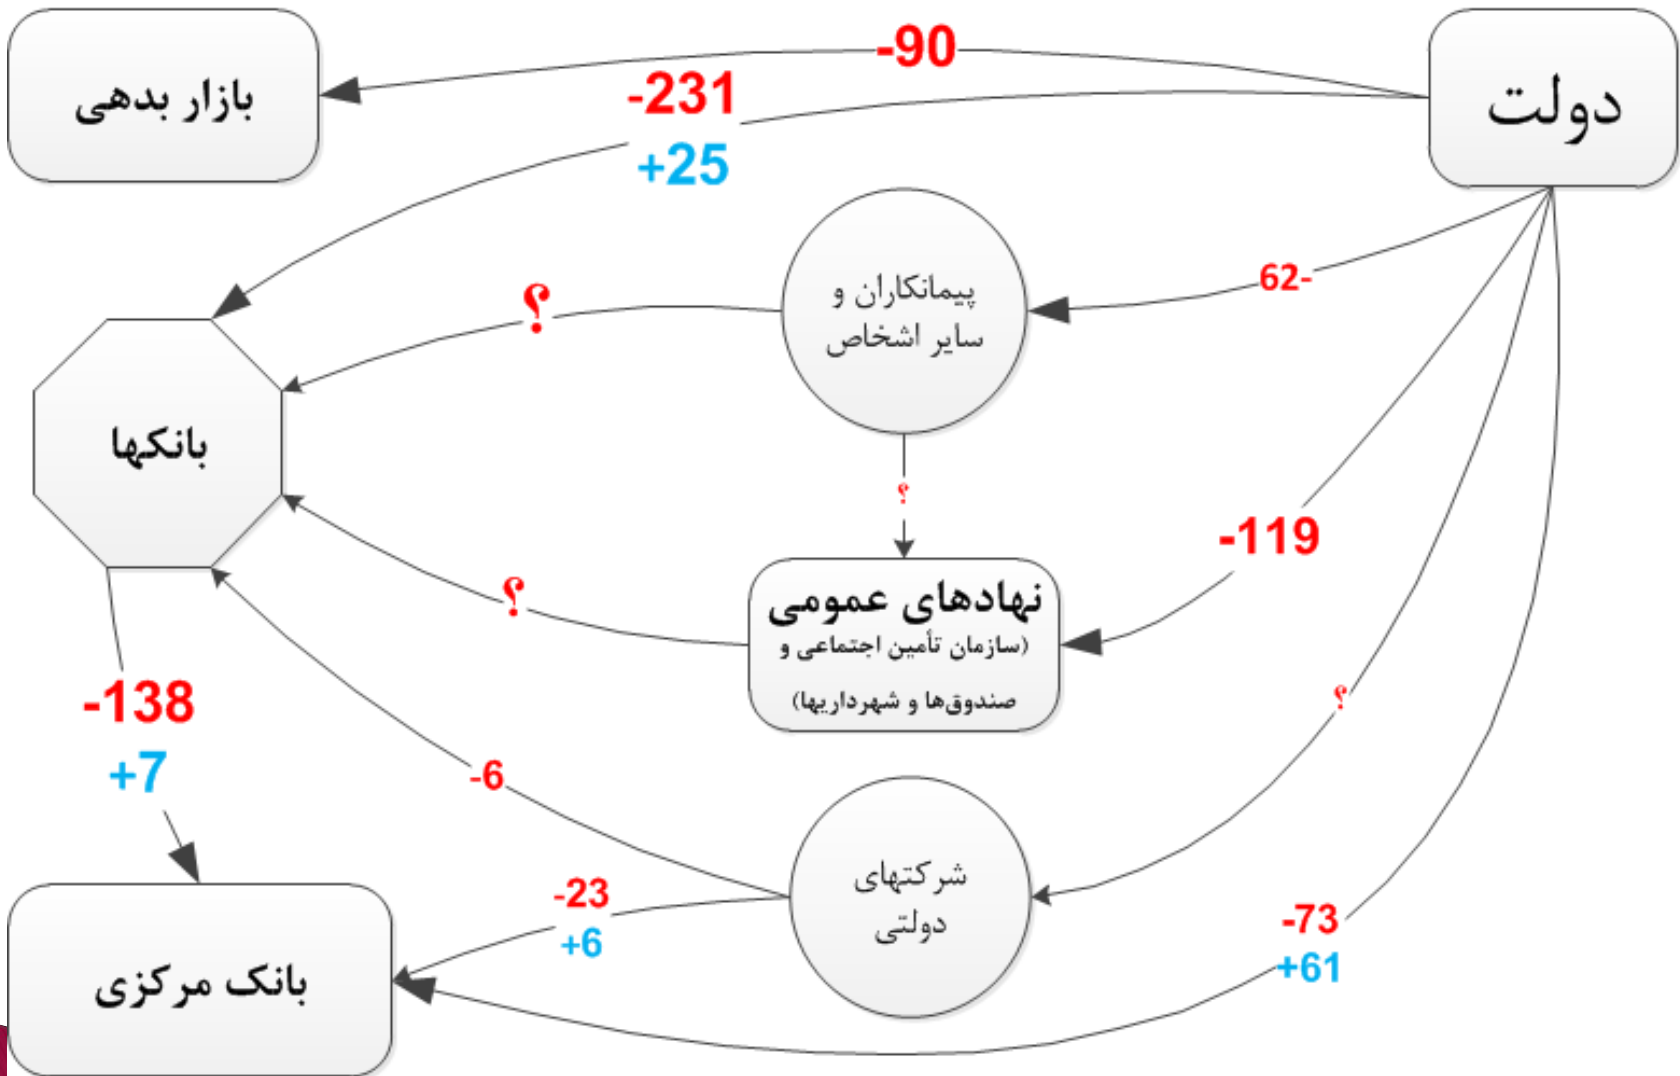 دولت
-90
بازار بدهی
-231
+25
62-
پیمانکاران و
سایر اشخاص
؟
بانکها
؟
-119
نهادهای عمومی
(سازمان تأمین اجتماعی و
صندوق‌ها و شهرداریها)
؟
؟
-138
+7
-6
شرکتهای
دولتی
-23
+6
-73
+61
بانک مرکزی